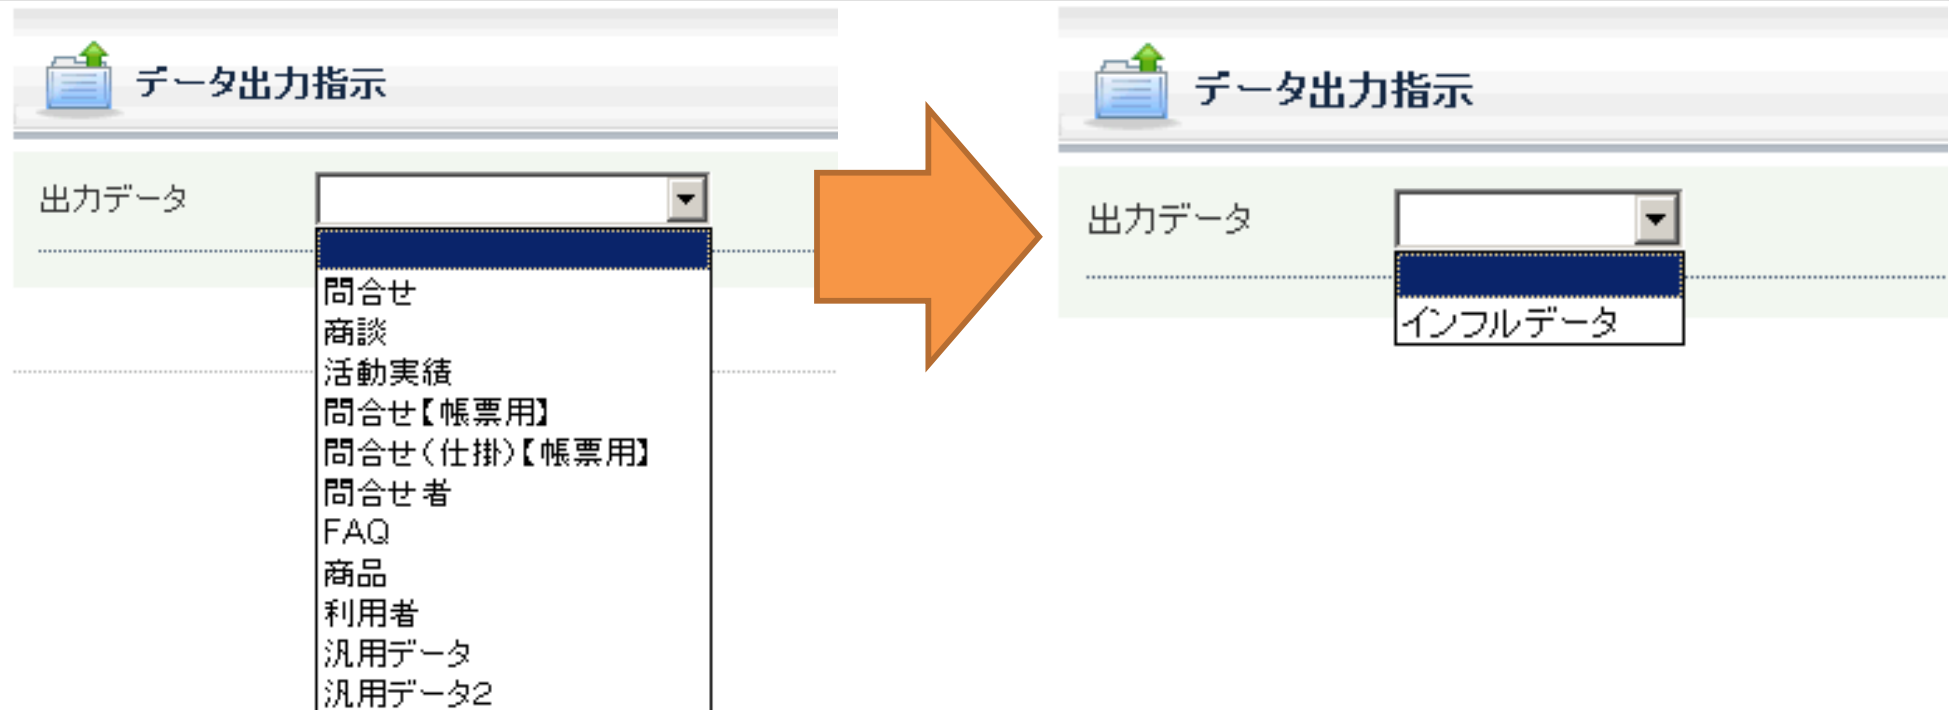 データ出力指示
出力データ
問合せ
商談
活動実績
問合せ【帳票用】
問合せ(仕掛)【帳票用】
問合せ者
FAQ
商品
利用者
汎用データ
汎用データ2
データ出力指示
出力データ
インフルデータ